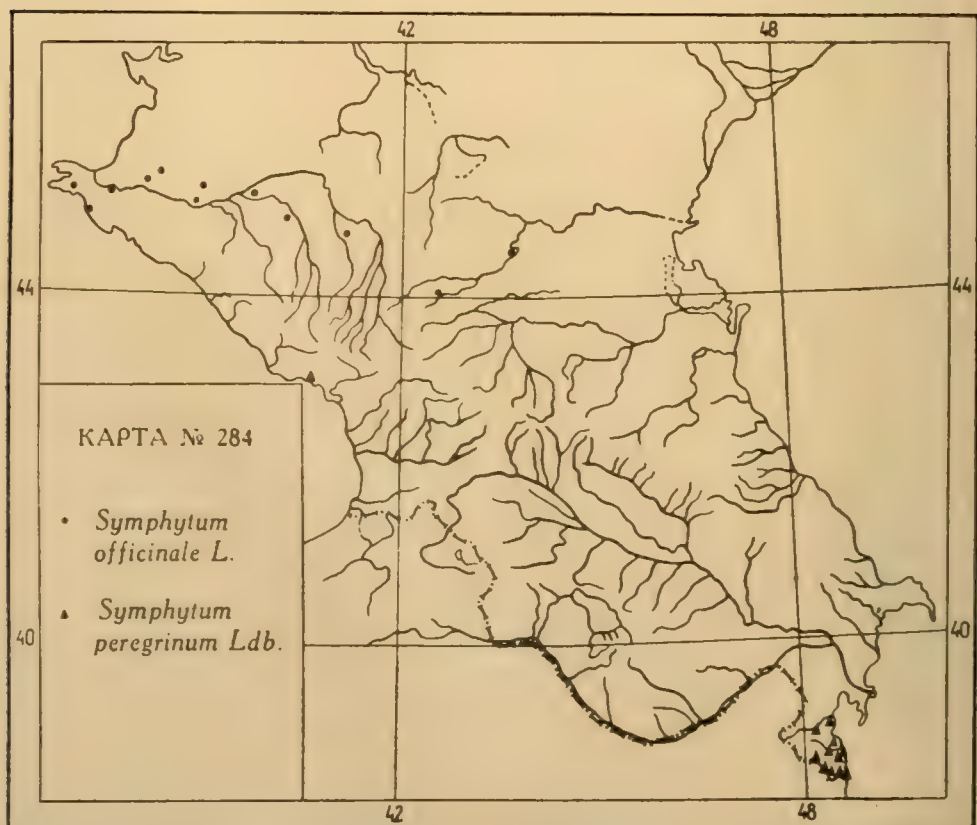 42 48
44 44
КАРТА № 284
Symphytum
officinale L.
Symphytum
peregrinum Ldb.
40 40
42 48